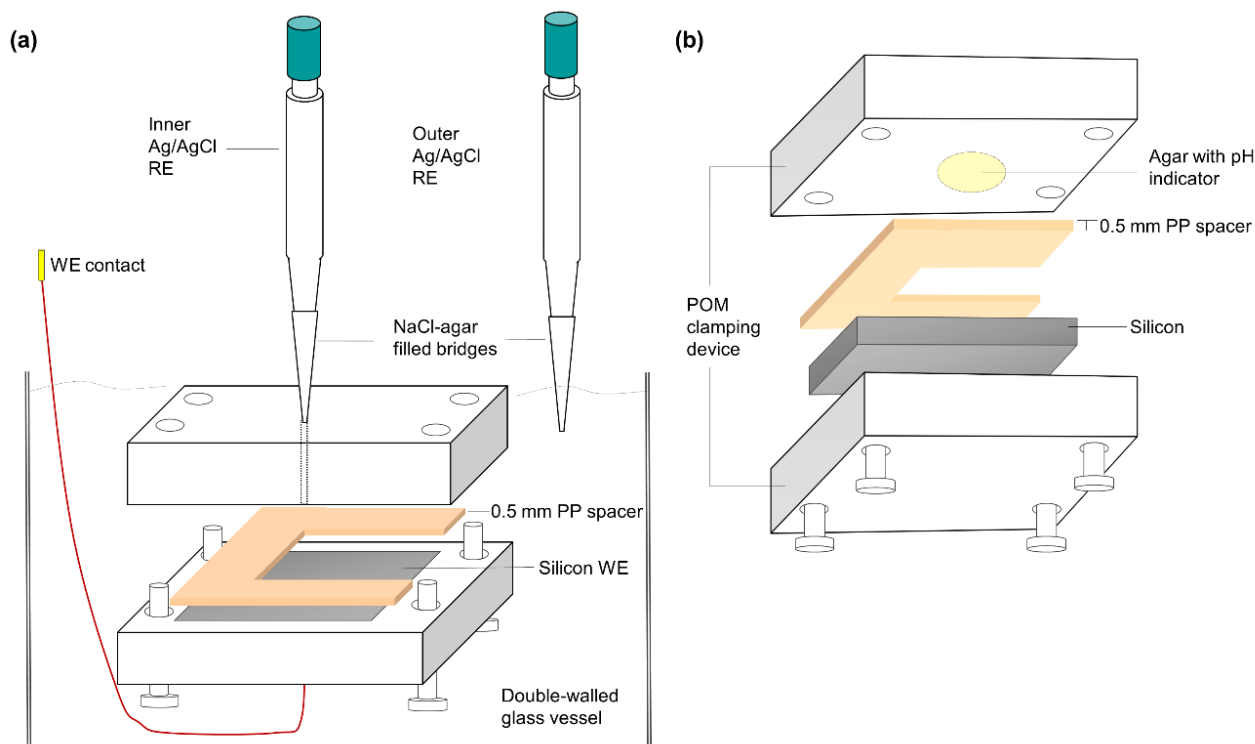 (a)
Inner
Ag/AgCl
RE
Outer
Ag/AgCl
RE
WE contact
NaCl-agar
filled bridges
0.5 mm PP spacer
Silicon WE
Double-walled
glass vessel
(b)
Agar with pH
indicator
0.5 mm PP spacer
POM
clamping
device
Silicon